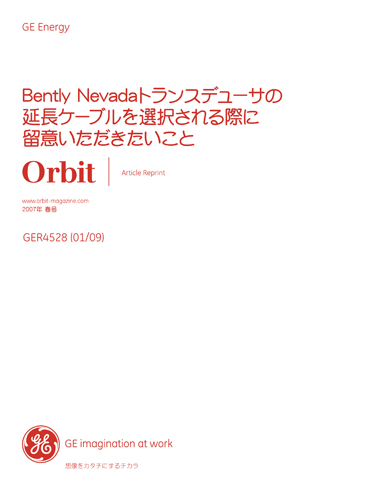 GE Energy
Bently Nevadaトランスデューサの
延長ケーブルを選択される際に
留意いただきたいこと
Orbit
Article Reprint
www.orbit-magazine.com
2007年 春号
GER4528 (01/09)
GE imagination at work
想像をカタチにするチカラ